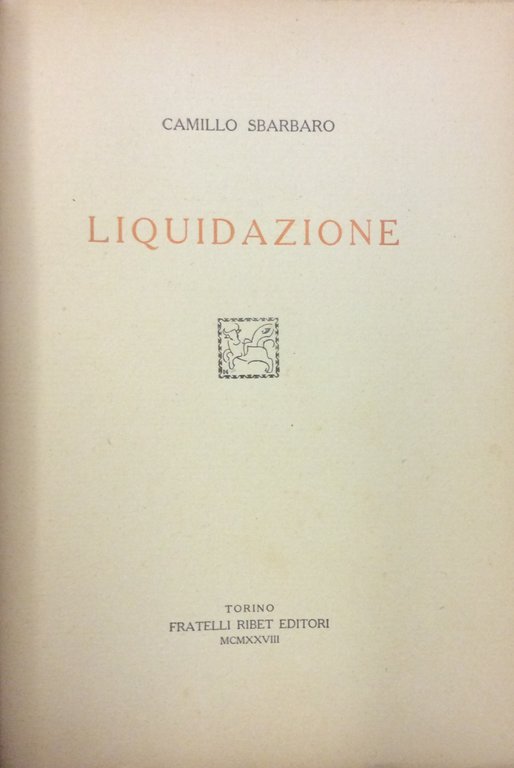 CAMILLO SBARBARO
LIQUIDAZIONE
TORINO
FRATELLI RIBET EDITORI
MCMXXVIII